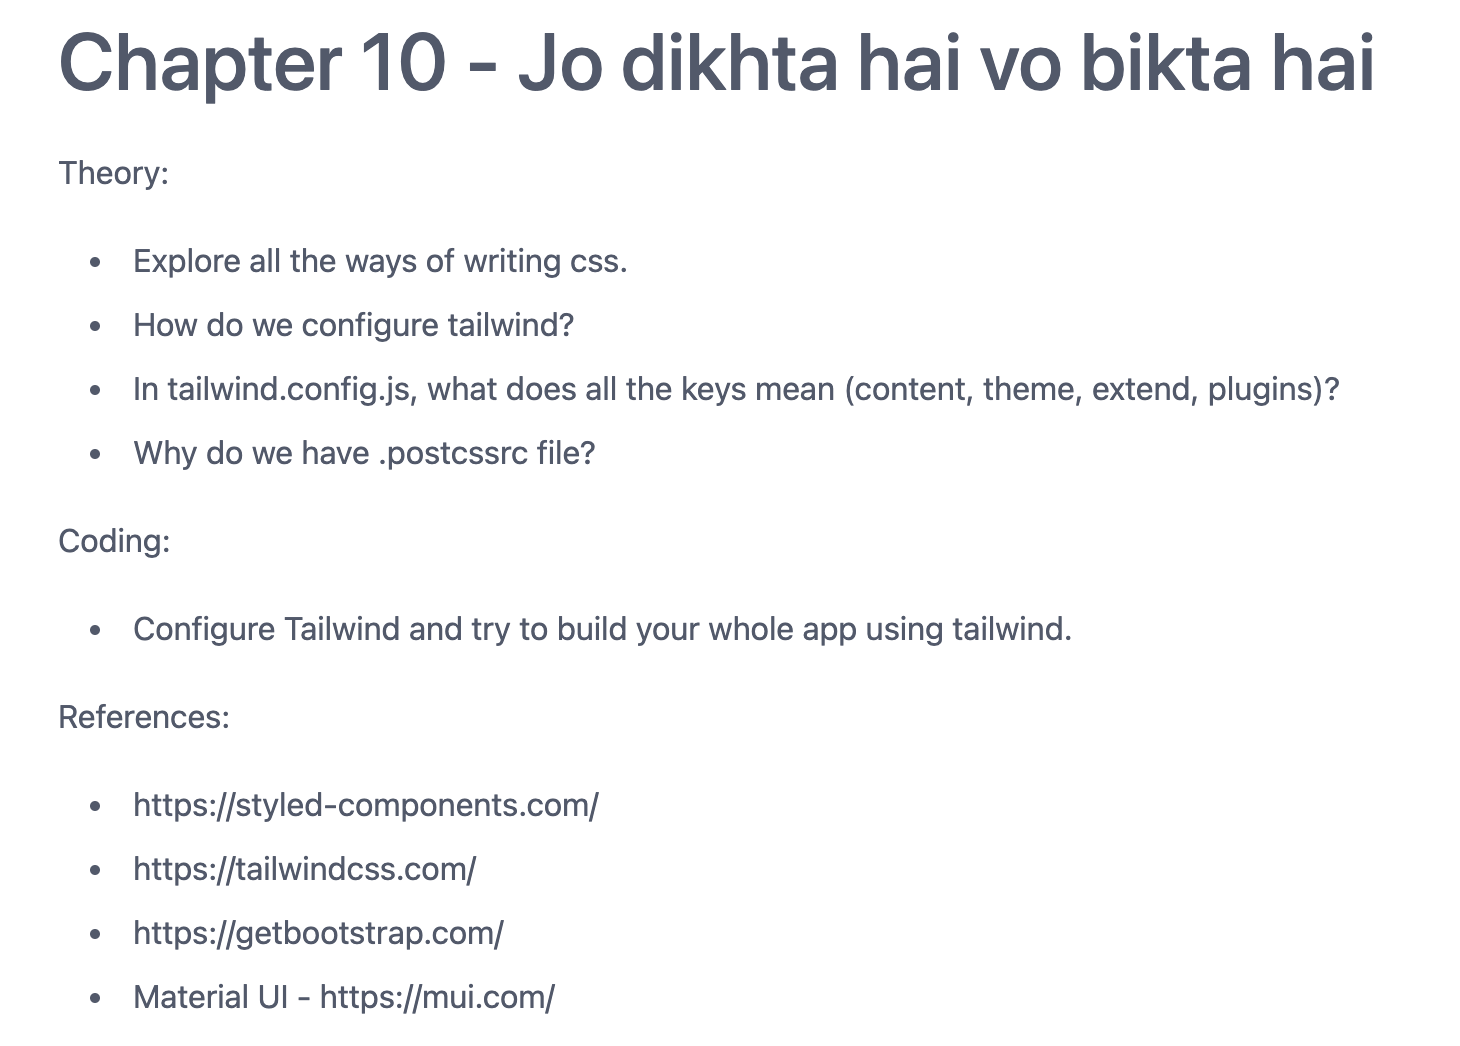 Chapter 10 - Jo dikhta hai vo bikta hai
Theory:
• Explore all the ways of writing css.
• How do we configure tailwind?
• In tailwind.config.js, what does all the keys mean (content, theme, extend, plugins)?
• Why do we have .postcssrc file?
Coding:
• Configure Tailwind and try to build your whole app using tailwind.
References:
• https://styled-components.com/
• https://tailwindcss.com/
• https://getbootstrap.com/
• Material UI - https://mui.com/